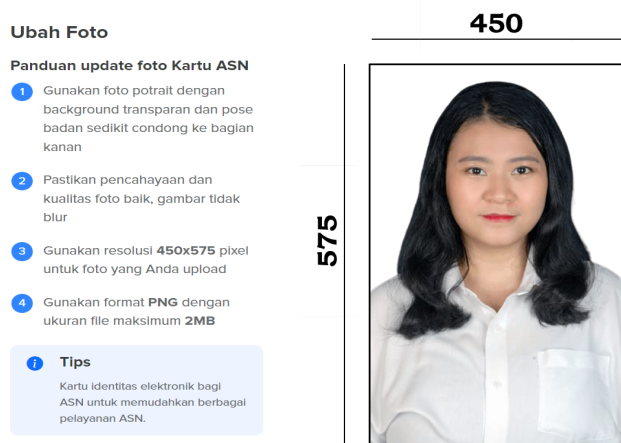 Ubah Foto
Panduan update foto Kartu ASN
1 Gunakan foto potrait dengan
background transparan dan pose
badan sedikit condong ke bagian
kanan
2 Pastikan pencahayaan dan
kualitas foto baik, gambar tidak
blur
3 Gunakan resolusi 450x575 pixel
untuk foto yang Anda upload
4 Gunakan format PNG dengan
ukuran file maksimum 2MB
i Tips
Kartu identitas elektronik bagi
ASN untuk memudahkan berbagai
pelayanan ASN.
450
575